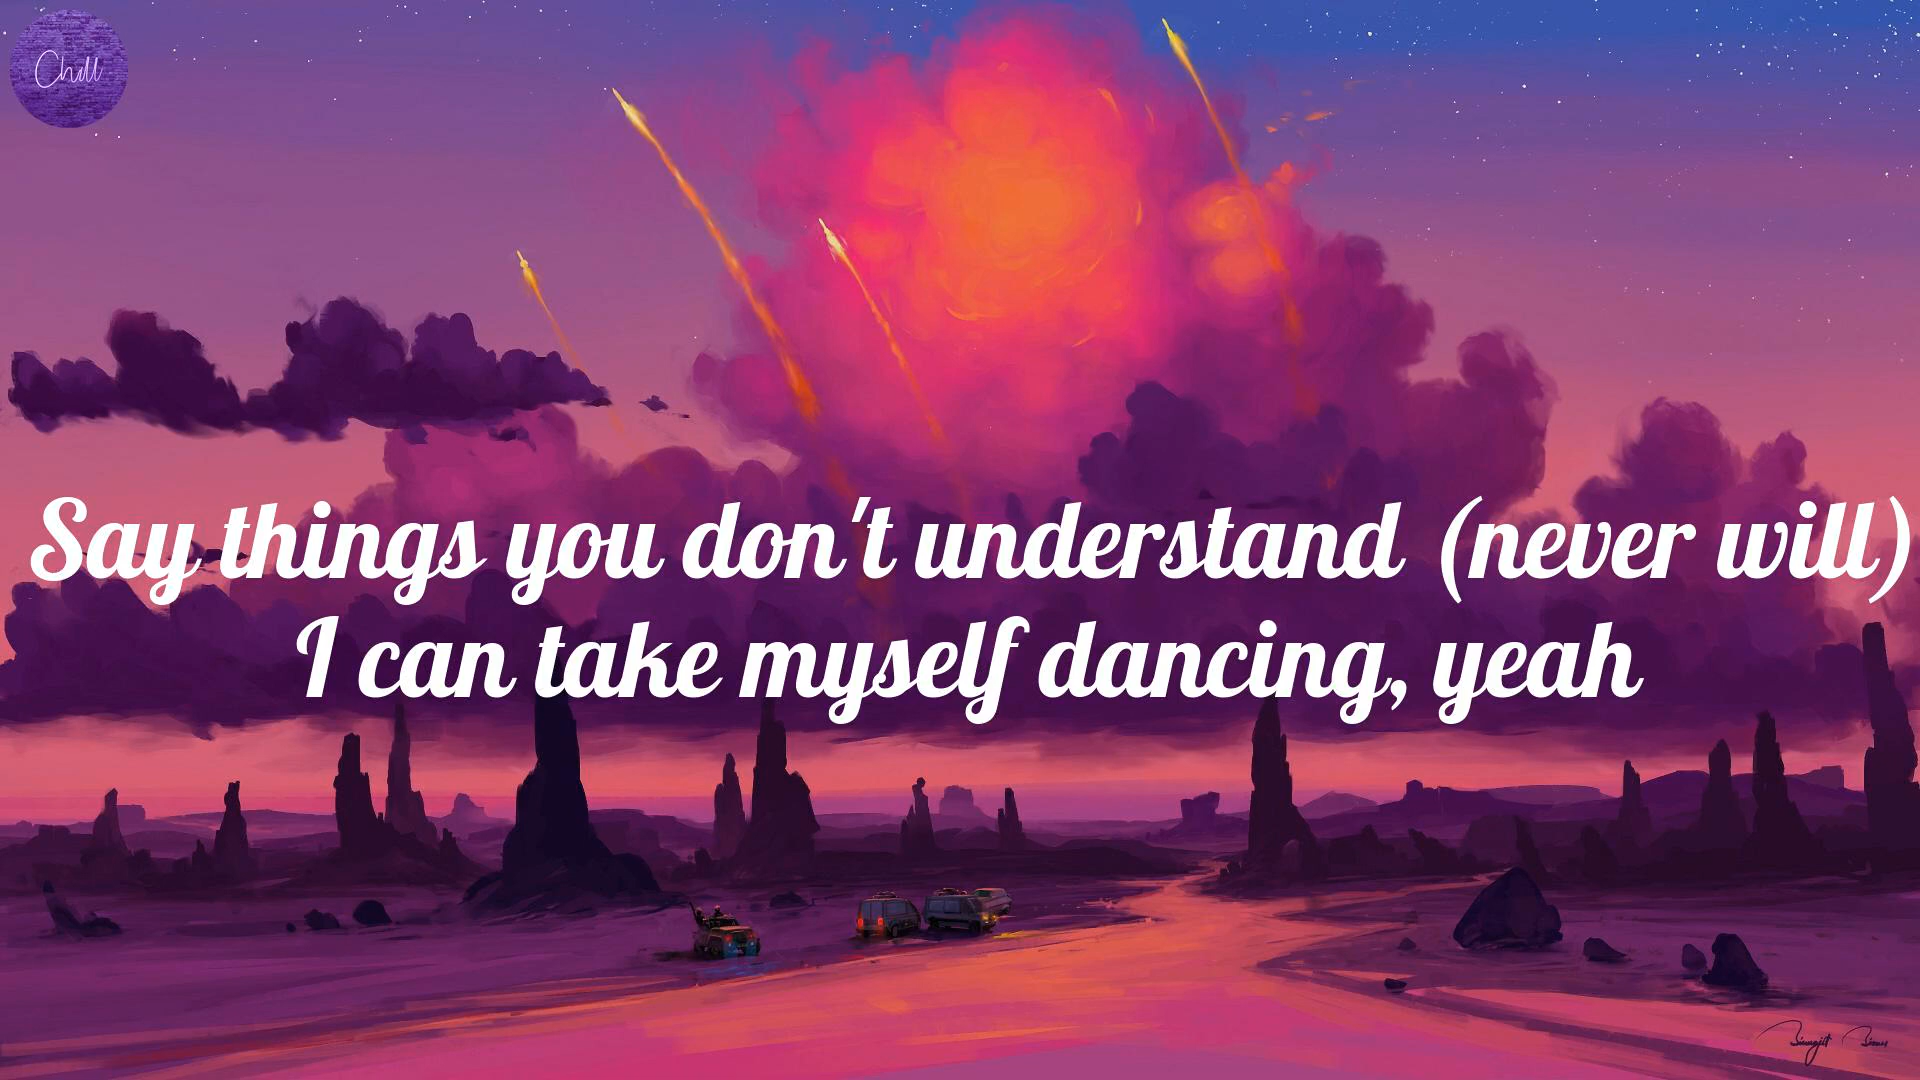 Chill
Say things you don't understand (never will)
I can take myself dancing, yeah